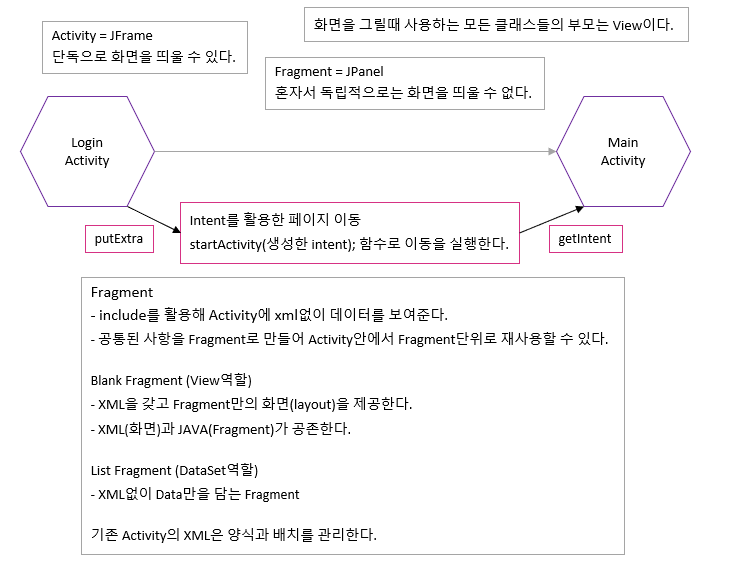 화면을 그릴때 사용하는 모든 클래스들의 부모는 View이다.
Activity = JFrame
단독으로 화면을 띄울 수 있다.
Fragment = JPanel
혼자서 독립적으로는 화면을 띄울 수 없다.
Login
Activity
Main
Activity
Intent를 활용한 페이지 이동
startActivity(생성한 intent); 함수로 이동을 실행한다.
putExtra
getIntent
Fragment
- include를 활용해 Activity에 xml없이 데이터를 보여준다.
- 공통된 사항을 Fragment로 만들어 Activity안에서 Fragment단위로 재사용할 수 있다.
Blank Fragment (View역할)
- XML을 갖고 Fragment만의 화면(layout)을 제공한다.
- XML(화면)과 JAVA(Fragment)가 공존한다.
List Fragment (DataSet역할)
- XML없이 Data만을 담는 Fragment
기존 Activity의 XML은 양식과 배치를 관리한다.